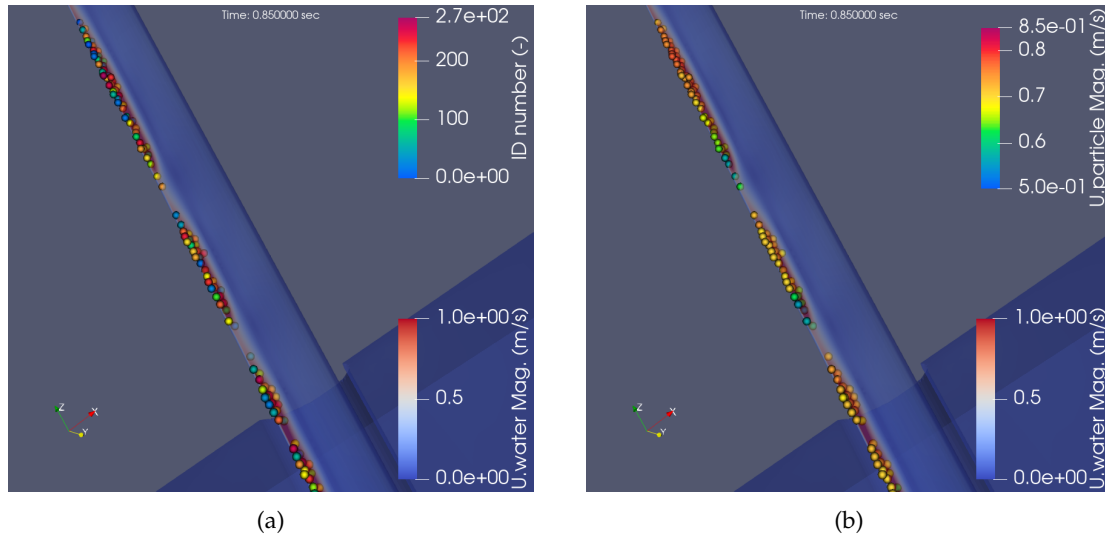 Time: 0.850000 sec
2.7e+02
200
100
0.0e+00
ID number (-)
1.0e+00
0.5
0.0e+00
U.water Mag. (m/s)
Z
X
Y
(a)
Time: 0.850000 sec
8.5e-01
0.8
0.7
0.6
5.0e-01
U.particle Mag. (m/s)
1.0e+00
0.5
0.0e+00
U.water Mag. (m/s)
Z
X
Y
(b)